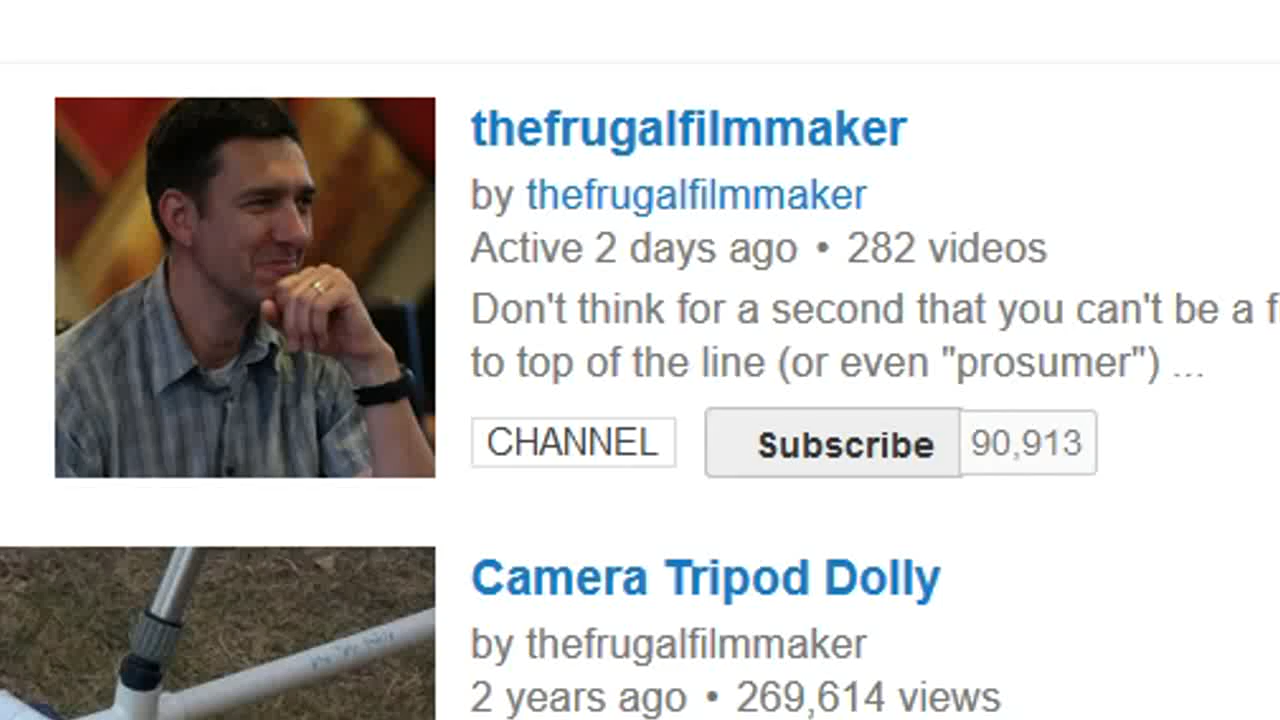 thefrugalfilmmaker
by thefrugalfilmmaker
Active 2 days ago • 282 videos
Don't think for a second that you can't be a f
to top of the line (or even "prosumer") ...
CHANNEL
Subscribe 90,913
Camera Tripod Dolly
by thefrugalfilmmaker
2 years ago • 269,614 views